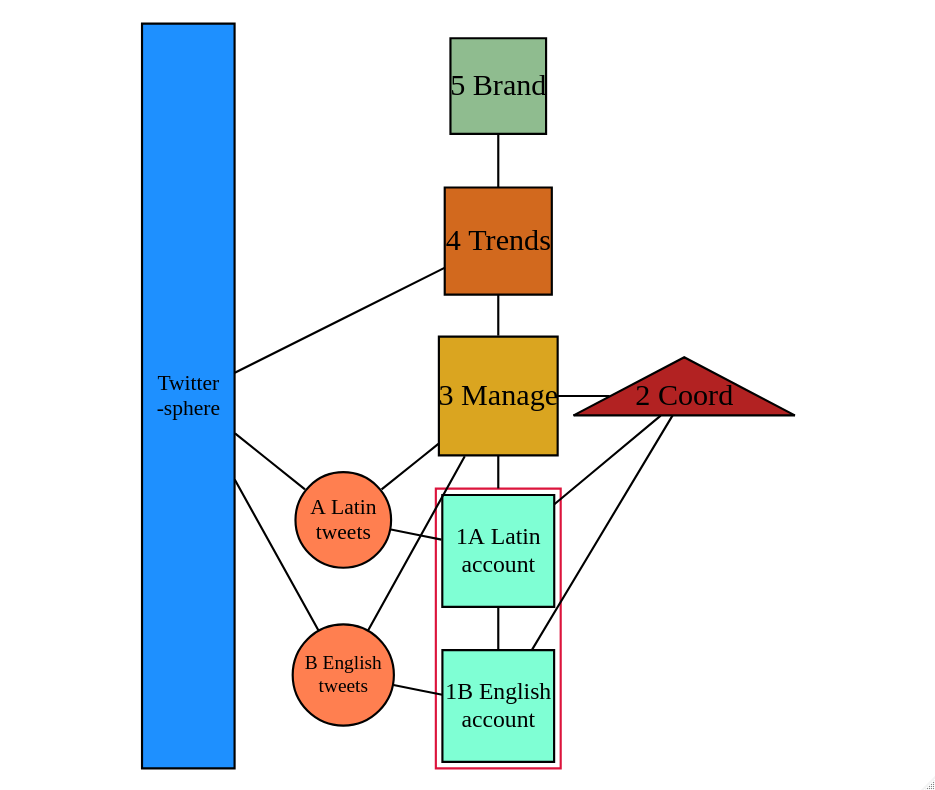 5 Brand
4 Trends
Twitter
-sphere
3 Manage
2 Coord
A Latin
tweets
1A Latin
account
B English
tweets
1B English
account